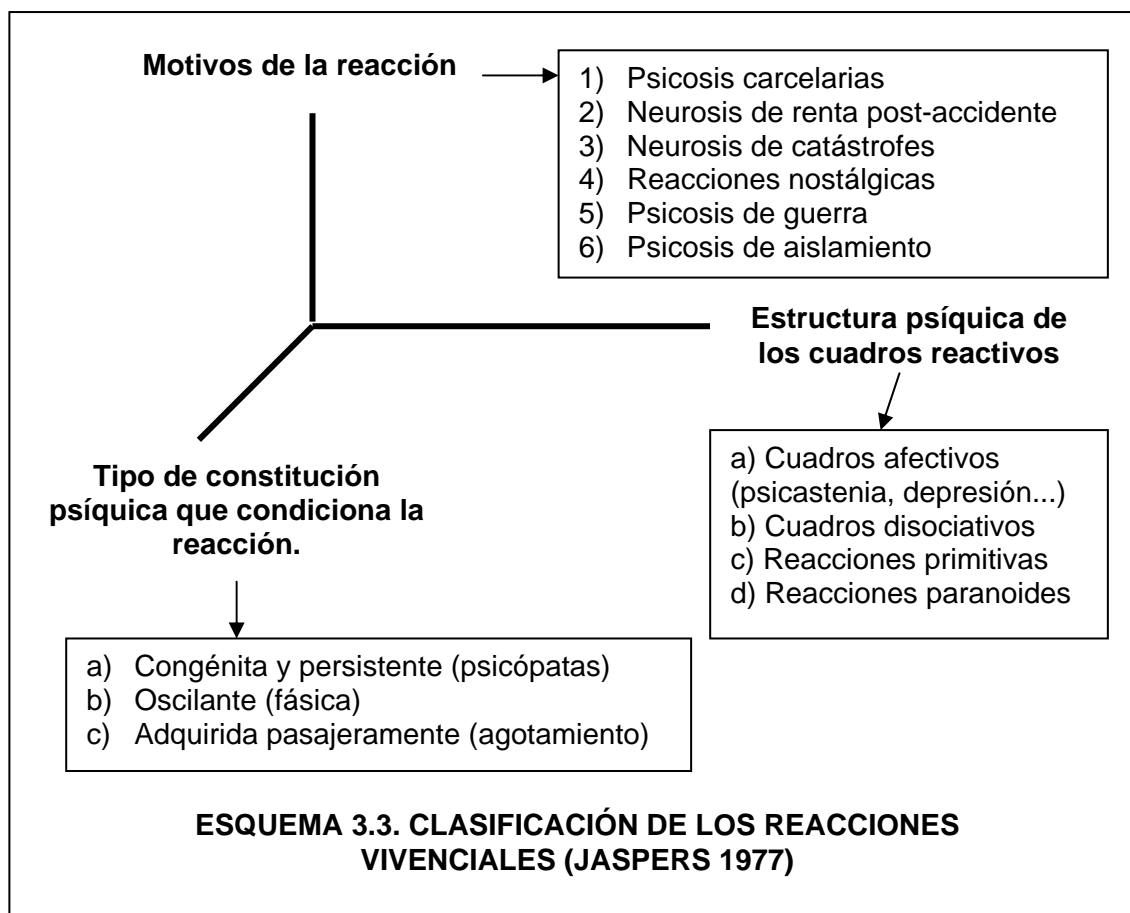 Motivos de la reacción
1) Psicosis carcelarias
2) Neurosis de renta post-accidente
3) Neurosis de catástrofes
4) Reacciones nostálgicas
5) Psicosis de guerra
6) Psicosis de aislamiento
Estructura psíquica de
los cuadros reactivos
a) Cuadros afectivos
(psicastenia, depresión...)
b) Cuadros disociativos
c) Reacciones primitivas
d) Reacciones paranoides
Tipo de constitución
psíquica que condiciona la
reacción.
a) Congénita y persistente (psicópatas)
b) Oscilante (fásica)
c) Adquirida pasajeramente (agotamiento)
ESQUEMA 3.3. CLASIFICACIÓN DE LOS REACCIONES
VIVENCIALES (JASPERS 1977)